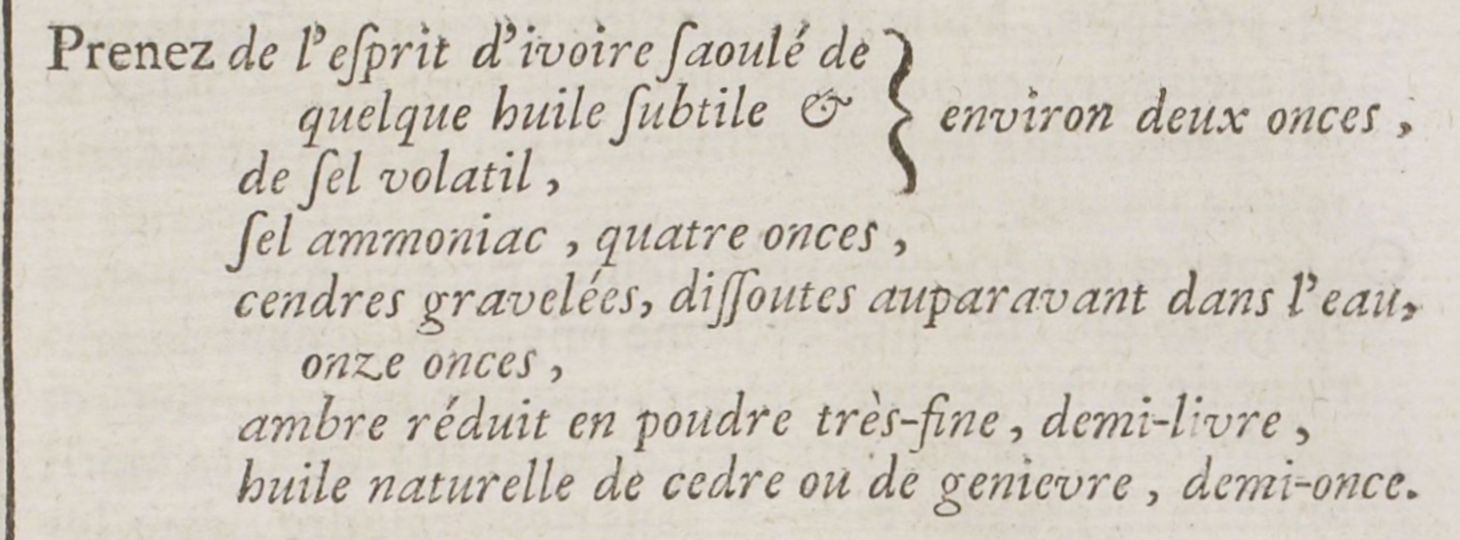 Prenez de l'eſprit d'ivoire ſaoulé de
quelque huile ſubtile & } environ deux onces,
de ſel volatil,
ſel ammoniac, quatre onces,
cendres gravelées, diſſoutes auparavant dans l'eau,
onze onces,
ambre réduit en poudre très-fine, demi-livre,
huile naturelle de cedre ou de genievre, demi-once.